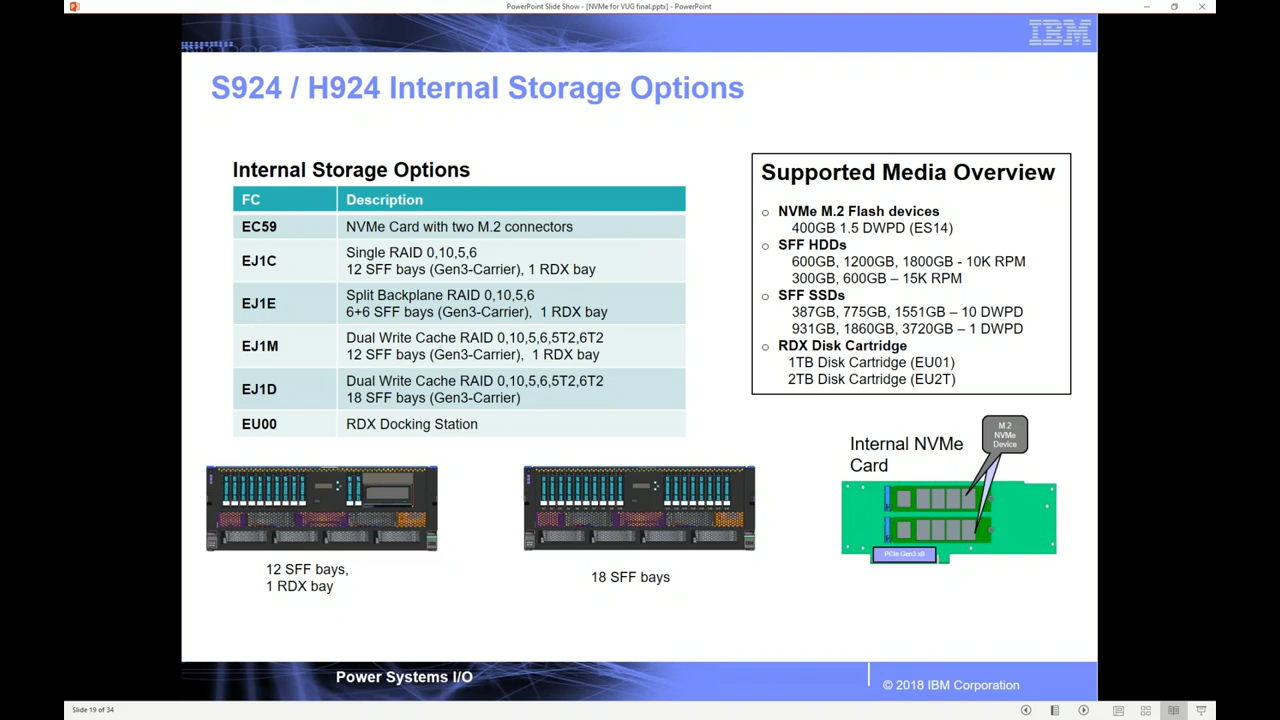 PowerPoint Slide Show - [NVMe for VUG final.pptx] - PowerPoint
IBM
S924 / H924 Internal Storage Options
Internal Storage Options
FC Description
EC59 NVMe Card with two M.2 connectors
EJ1C Single RAID 0,10,5,6
12 SFF bays (Gen3-Carrier), 1 RDX bay
EJ1E Split Backplane RAID 0,10,5,6
6+6 SFF bays (Gen3-Carrier), 1 RDX bay
EJ1M Dual Write Cache RAID 0,10,5,6,5T2,6T2
12 SFF bays (Gen3-Carrier), 1 RDX bay
EJ1D Dual Write Cache RAID 0,10,5,6,5T2,6T2
18 SFF bays (Gen3-Carrier)
EU00 RDX Docking Station
Supported Media Overview
NVMe M.2 Flash devices
400GB 1.5 DWPD (ES14)
SFF HDDs
600GB, 1200GB, 1800GB - 10K RPM
300GB, 600GB – 15K RPM
SFF SSDs
387GB, 775GB, 1551GB – 10 DWPD
931GB, 1860GB, 3720GB – 1 DWPD
RDX Disk Cartridge
1TB Disk Cartridge (EU01)
2TB Disk Cartridge (EU2T)
12 SFF bays,
1 RDX bay
18 SFF bays
Internal NVMe
Card
M.2
NVMe
Device
PCIe Gen3 x8
Power Systems I/O
© 2018 IBM Corporation
Slide 19 of 34